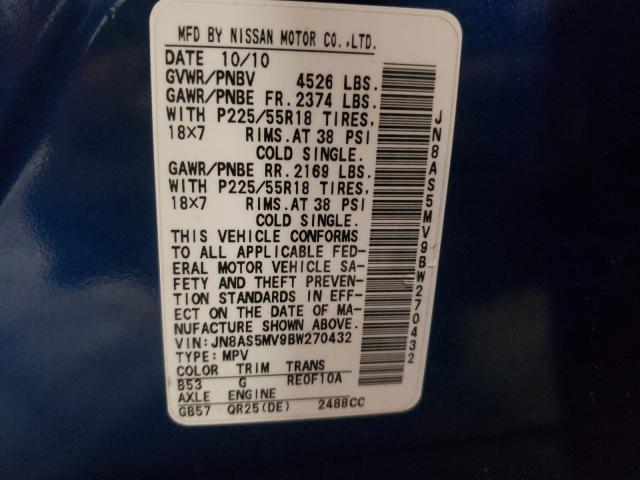 MFD BY NISSAN MOTOR CO.,LTD.
DATE 10/10
GVWR/PNBV 4526 LBS.
GAWR/PNBE FR. 2374 LBS.
WITH P225/55R18 TIRES,
18×7 RIMS. AT 38 PSI
COLD SINGLE.
GAWR/PNBE RR. 2169 LBS.
WITH P225/55R18 TIRES,
18×7 RIMS. AT 38 PSI
COLD SINGLE.
THIS VEHICLE CONFORMS
TO ALL APPLICABLE FED-
ERAL MOTOR VEHICLE SA-
FETY AND THEFT PREVEN-
TION STANDARDS IN EFF-
ECT ON THE DATE OF MA-
NUFACTURE SHOWN ABOVE.
VIN: JN8AS5MV9BW270432
TYPE: MPV
COLOR TRIM TRANS
B53 G RE0F10A
AXLE ENGINE
GB57 QR25(DE) 2488CC
JN8AS5MV9BW270432